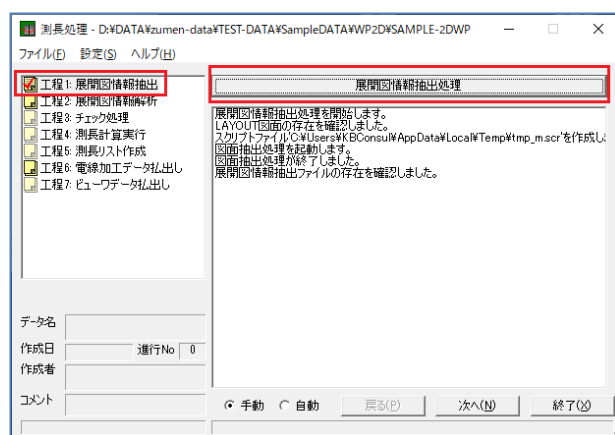 測長処理 - D:¥DATA¥zumen-data¥TEST-DATA¥SampleDATA¥WP2D¥SAMPLE-2DWP
ファイル(F) 設定(S) ヘルプ(H)
工程1: 展開図情報抽出
工程2: 展開図情報解析
工程3: チェック処理
工程4: 測長計算実行
工程5: 測長リスト作成
工程6: 電線加工データ払出し
工程7: ビューワデータ払出し
展開図情報抽出処理
展開図情報抽出処理を開始します。
LAYOUT図面の存在を確認しました。
スクリプトファイル'C:¥Users¥KBConsul¥AppData¥Local¥Temp¥tmp_m.scr'を作成し
図面抽出処理を起動します。
図面抽出処理が終了しました。
展開図情報抽出ファイルの存在を確認しました。
データ名
作成日 進行No 0
作成者
コメント
手動 自動 戻る(P) 次へ(N) 終了(X)